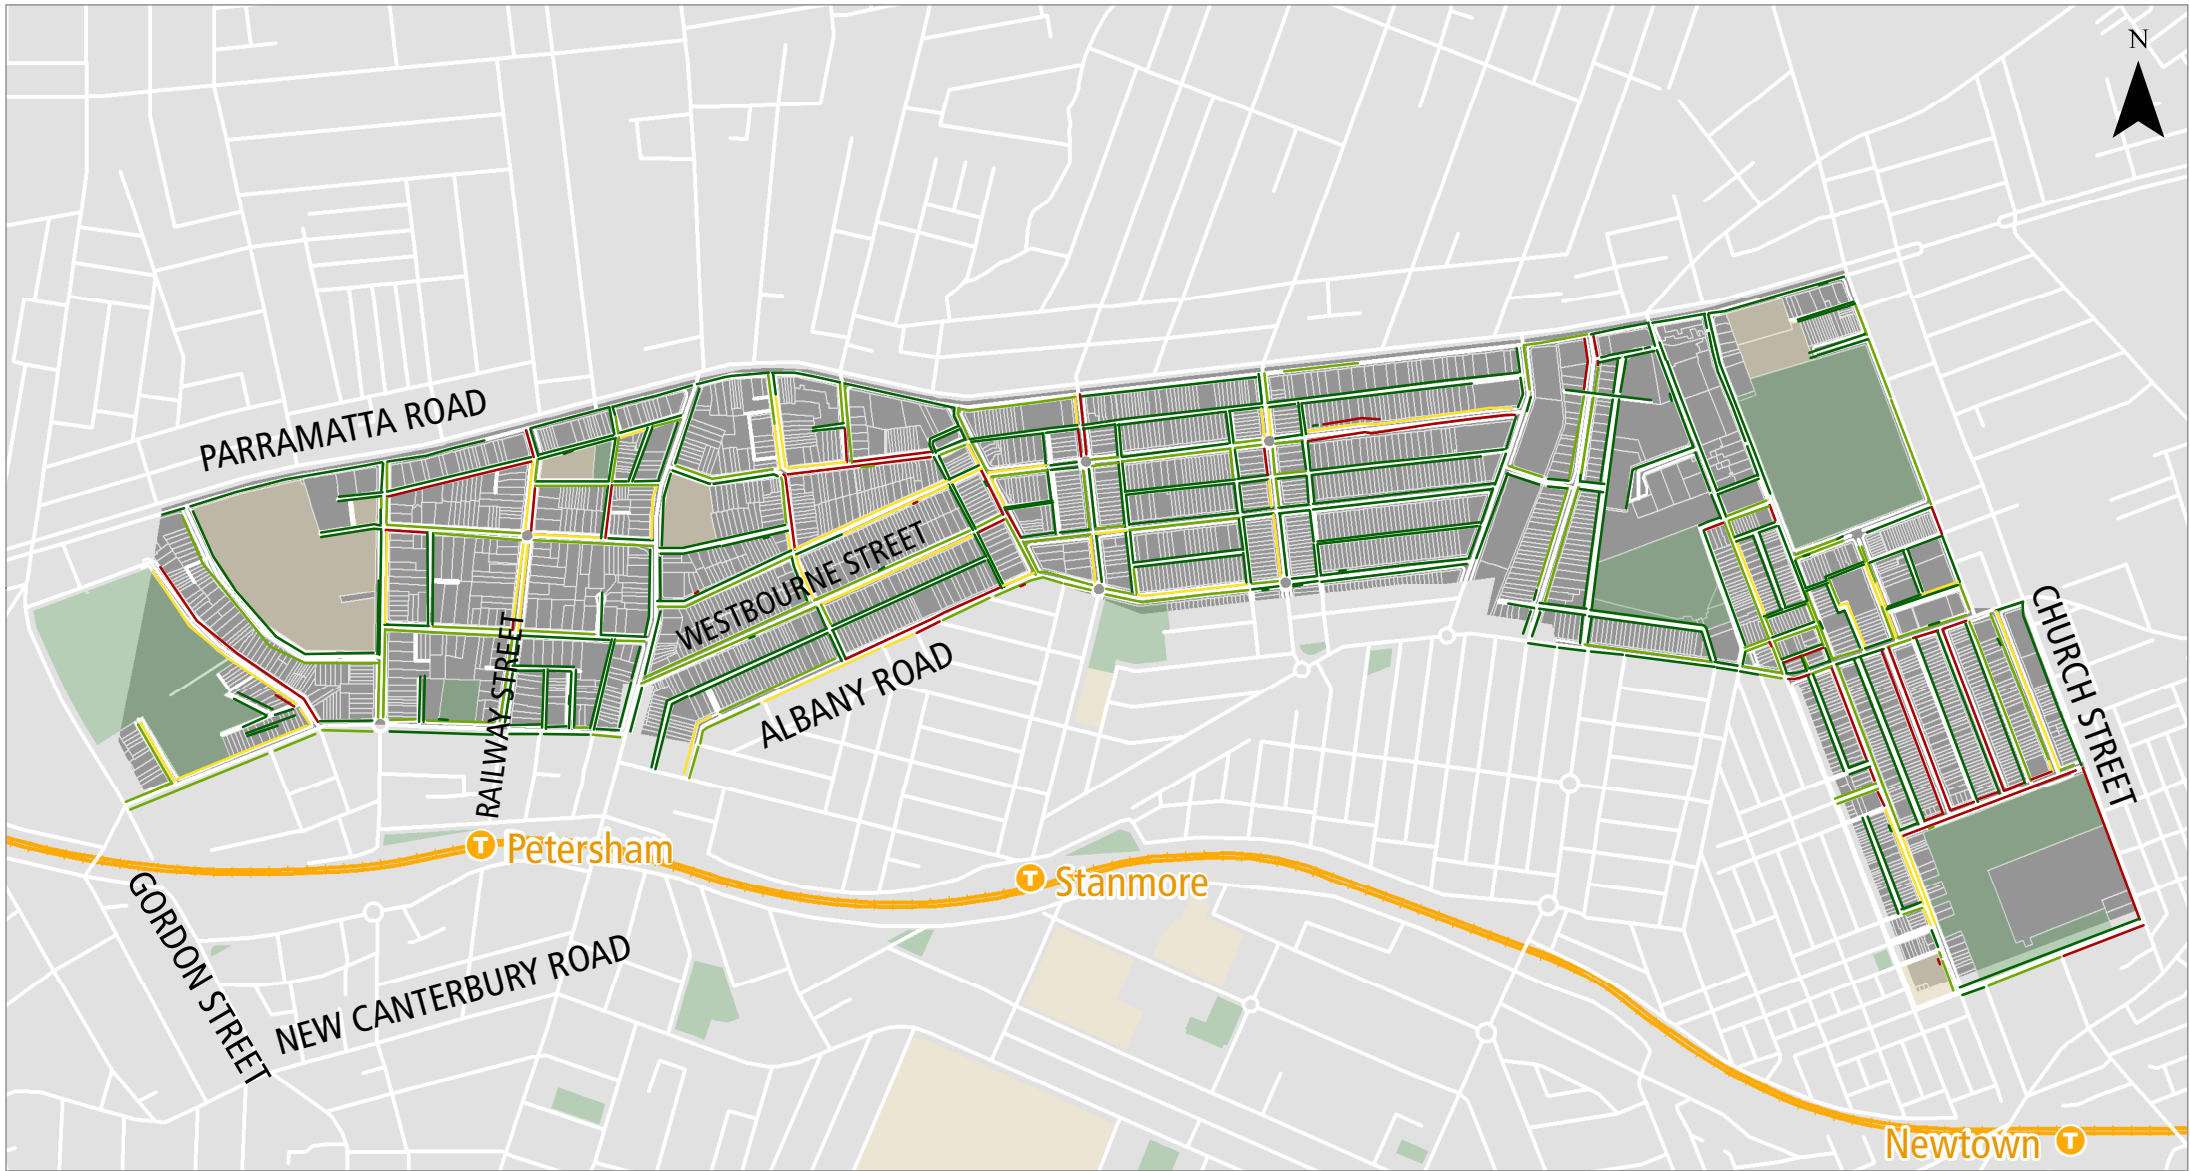 N
PARRAMATTA ROAD
WESTBOURNE STREET
CHURCH STREET
RAILWAY STREET
ALBANY ROAD
T Petersham
T Stanmore
GORDON STREET
NEW CANTERBURY ROAD
Newtown T